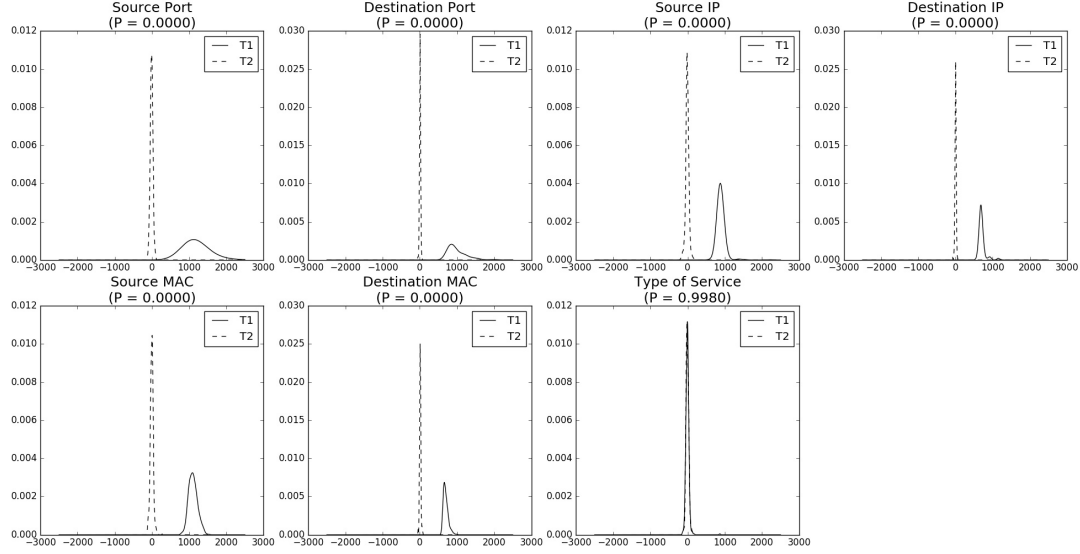 Source Port
(P = 0.0000)
0.012
0.010
0.008
0.006
0.004
0.002
0.000
−3000 −2000 −1000 0 1000 2000 3000
T1
T2
Destination Port
(P = 0.0000)
0.030
0.025
0.020
0.015
0.010
0.005
0.000
−3000 −2000 −1000 0 1000 2000 3000
T1
T2
Source IP
(P = 0.0000)
0.012
0.010
0.008
0.006
0.004
0.002
0.000
−3000 −2000 −1000 0 1000 2000 3000
T1
T2
Destination IP
(P = 0.0000)
0.030
0.025
0.020
0.015
0.010
0.005
0.000
−3000 −2000 −1000 0 1000 2000 3000
T1
T2
Source MAC
(P = 0.0000)
0.012
0.010
0.008
0.006
0.004
0.002
0.000
−3000 −2000 −1000 0 1000 2000 3000
T1
T2
Destination MAC
(P = 0.0000)
0.030
0.025
0.020
0.015
0.010
0.005
0.000
−3000 −2000 −1000 0 1000 2000 3000
T1
T2
Type of Service
(P = 0.9980)
0.012
0.010
0.008
0.006
0.004
0.002
0.000
−3000 −2000 −1000 0 1000 2000 3000
T1
T2